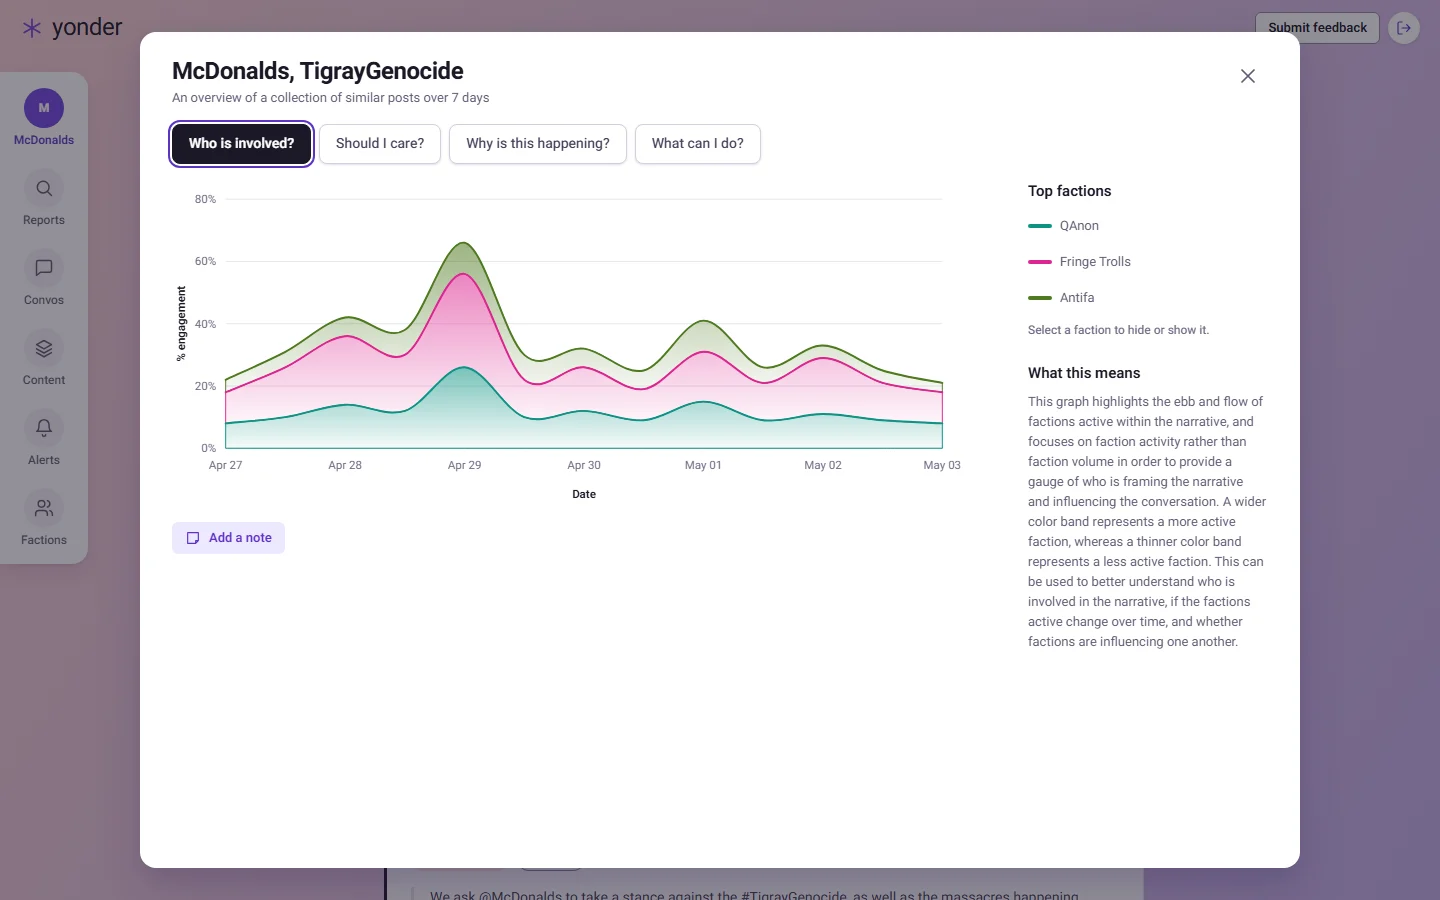 yonder
Submit feedback
M
McDonalds
Reports
Convos
Content
Alerts
Factions
McDonalds, TigrayGenocide
An overview of a collection of similar posts over 7 days
Who is involved?
Should I care?
Why is this happening?
What can I do?
80%
60%
40%
20%
0%
% engagement
Apr 27
Apr 28
Apr 29
Apr 30
May 01
May 02
May 03
Date
Add a note
Top factions
QAnon
Fringe Trolls
Antifa
Select a faction to hide or show it.
What this means
This graph highlights the ebb and flow of
factions active within the narrative, and
focuses on faction activity rather than
faction volume in order to provide a
gauge of who is framing the narrative
and influencing the conversation. A wider
color band represents a more active
faction, whereas a thinner color band
represents a less active faction. This can
be used to better understand who is
involved in the narrative, if the factions
active change over time, and whether
factions are influencing one another.
We ask @McDonalds to take a stance against the #TigrayGenocide, as well as the massacres happening